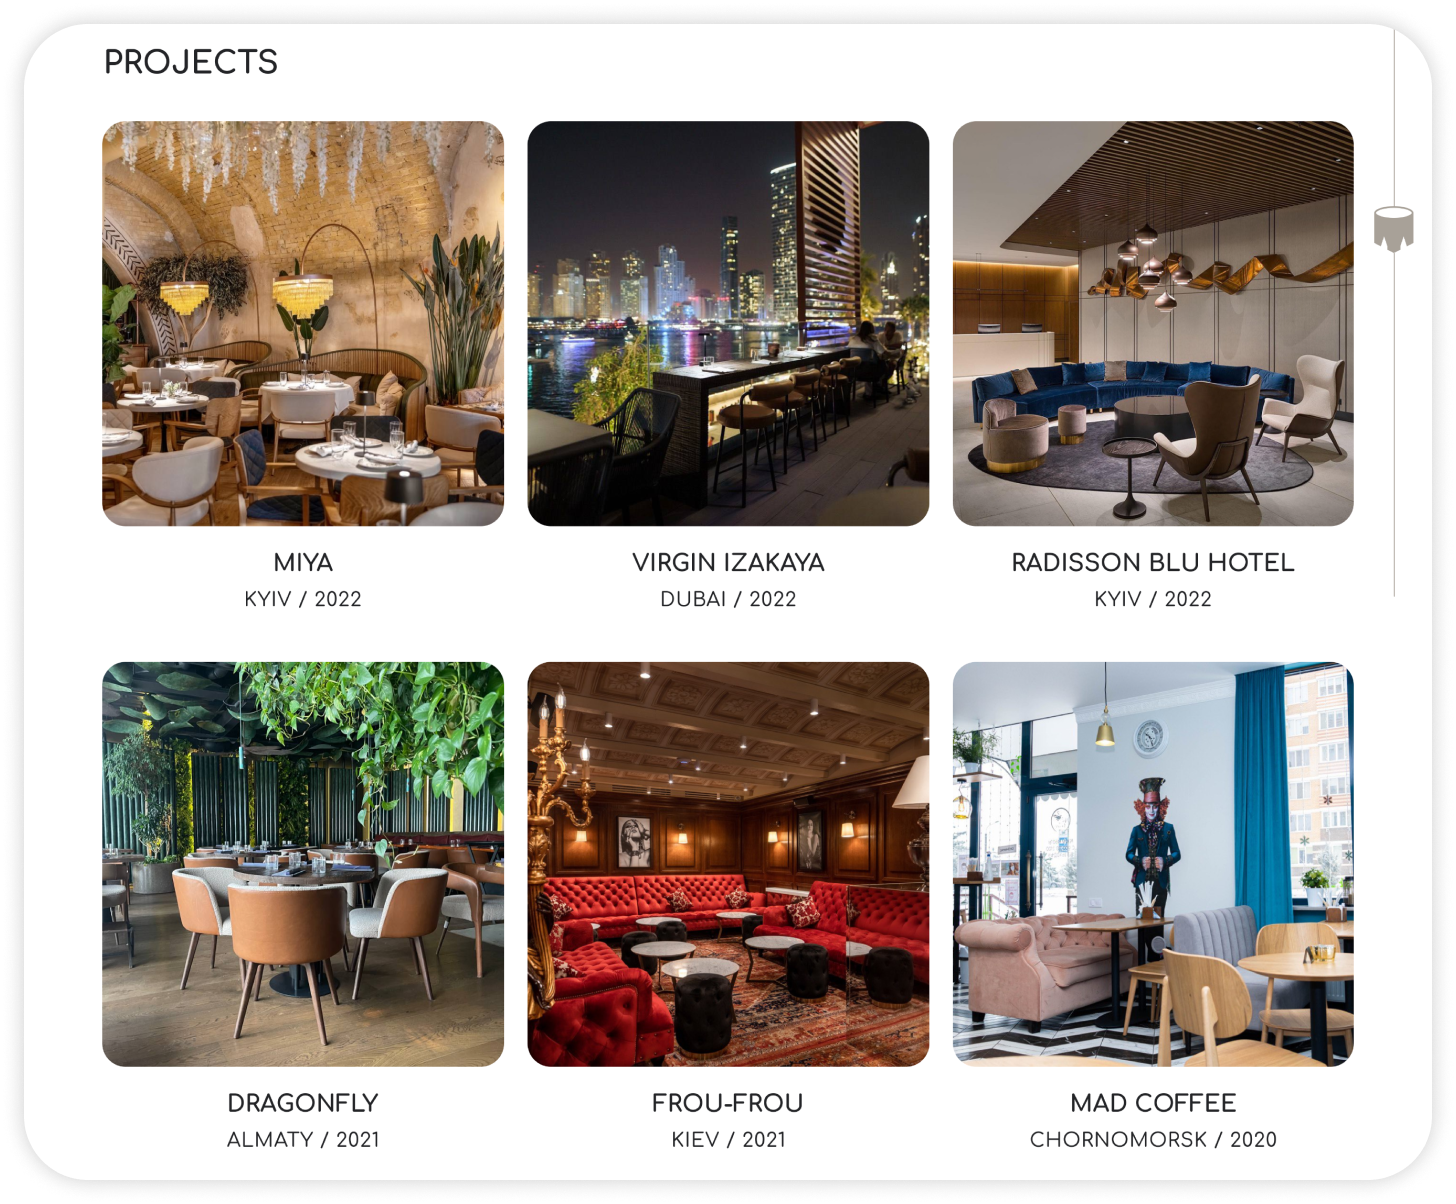 PROJECTS
MIYA
KYIV / 2022
VIRGIN IZAKAYA
DUBAI / 2022
RADISSON BLU HOTEL
KYIV / 2022
DRAGONFLY
ALMATY / 2021
FROU-FROU
KIEV / 2021
MAD COFFEE
CHORNOMORSK / 2020